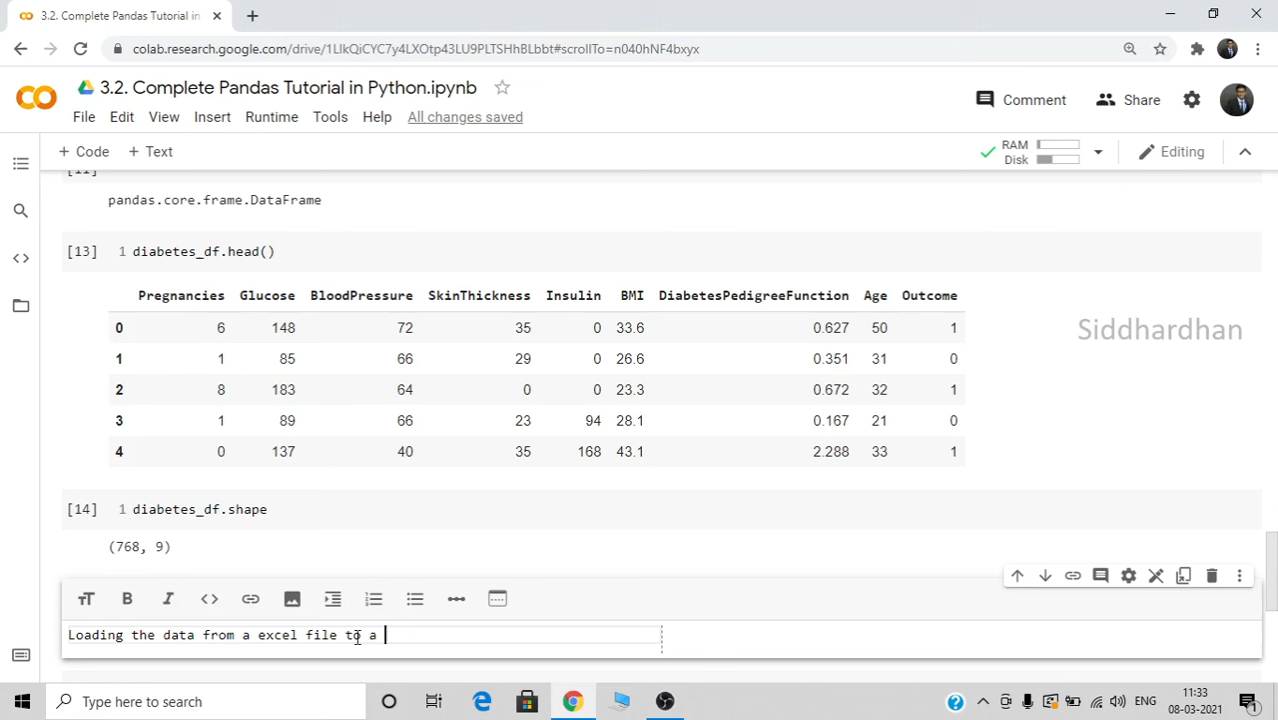 3.2. Complete Pandas Tutorial in
colab.research.google.com/drive/1LlkQiCYC7y4LXOtp43LU9PLTSHhBLbbt#scrollTo=n040hNF4bxyx
3.2. Complete Pandas Tutorial in Python.ipynb
Comment Share
File Edit View Insert Runtime Tools Help All changes saved
+ Code + Text
RAM
Disk
Editing
[11]
pandas.core.frame.DataFrame
[13] 1 diabetes_df.head()
Pregnancies Glucose BloodPressure SkinThickness Insulin BMI DiabetesPedigreeFunction Age Outcome
0 6 148 72 35 0 33.6 0.627 50 1
1 1 85 66 29 0 26.6 0.351 31 0
2 8 183 64 0 0 23.3 0.672 32 1
3 1 89 66 23 94 28.1 0.167 21 0
4 0 137 40 35 168 43.1 2.288 33 1
Siddhardhan
[14] 1 diabetes_df.shape
(768, 9)
Loading the data from a excel file to a
Type here to search
ENG
11:33
08-03-2021